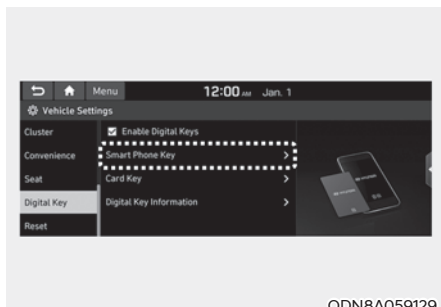 Menu 12:00 AM Jan. 1
Vehicle Settings
Cluster
Enable Digital Keys
Convenience
Smart Phone Key
Seat
Card Key
Digital Key
Digital Key Information
Reset
ODN8A059129